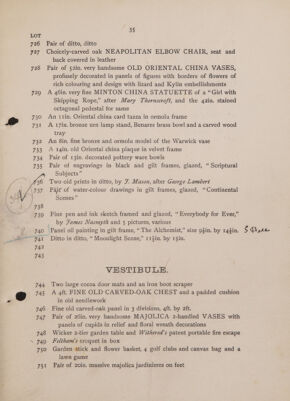 55
LOT
726 Pair of ditto, ditto
727 Choicely-carved oak NEAPOLITAN ELBOW CHAIR, seat and
back covered in leather
728 Pair of 52in. very handsome OLD ORIENTAL CHINA VASES,
profusely decorated in panels of figures with borders of flowers
of rich colouring and design with lizard and Kylin embellishments
729 A 46in. very fine MINTON CHINA STATUETTE of a "Girl with
Skipping Rope," after Mary Thorneycroft, and the 42in. stained
octagonal pedestal for same
730 An 11in. Oriental china card tazza in ormolu frame
731 A 17in. bronze urn lamp stand, Benares brass bowl and a carved wood
tray
732 An 8in. fine bronze and ormolu model of the Warwick vase
733 A 14in. old Oriental china plaque in velvet frame
734 Pair of 13in. decorated pottery ware bowls
735 Pair of engravings in black and gilt frames, glazed, "Scriptural
Subjects"
736 Two old prints in ditto, by J. Mason, after George Lambert
737 Pair of water-colour drawings in gilt frames, glazed, "Continental
Scenes"
738
739 Fine pen and ink sketch framed and glazed, "Everybody for Ever,"
by James Nasmyth and 5 pictures, various
740 Panel oil painting in gilt frame, "The Alchemist," size 9½in. by 14½in.
741 Ditto in ditto, "Moonlight Scene," 11½in. by 15in.
742
743
VESTIBULE.
744 Two large cocoa door mats and an iron boot scraper
745 A 4ft. FINE OLD CARVED-OAK CHEST and a padded cushion
in old needlework
746 Fine old carved-oak panel in 3 divisions, 4ft. by 2ft.
747 Pair of 26in. very handsome MAJOLICA 2-handled VASES with
panels of cupids in relief and floral wreath decorations
748 Wicker 2-tier garden table and Witherod's patent portable fire escape
749 Feltham's croquet in box
750 Garden stick and flower basket, 4 golf clubs and canvas bag and a
lawn game
751 Pair of 20in. massive majolica jardinieres on feet